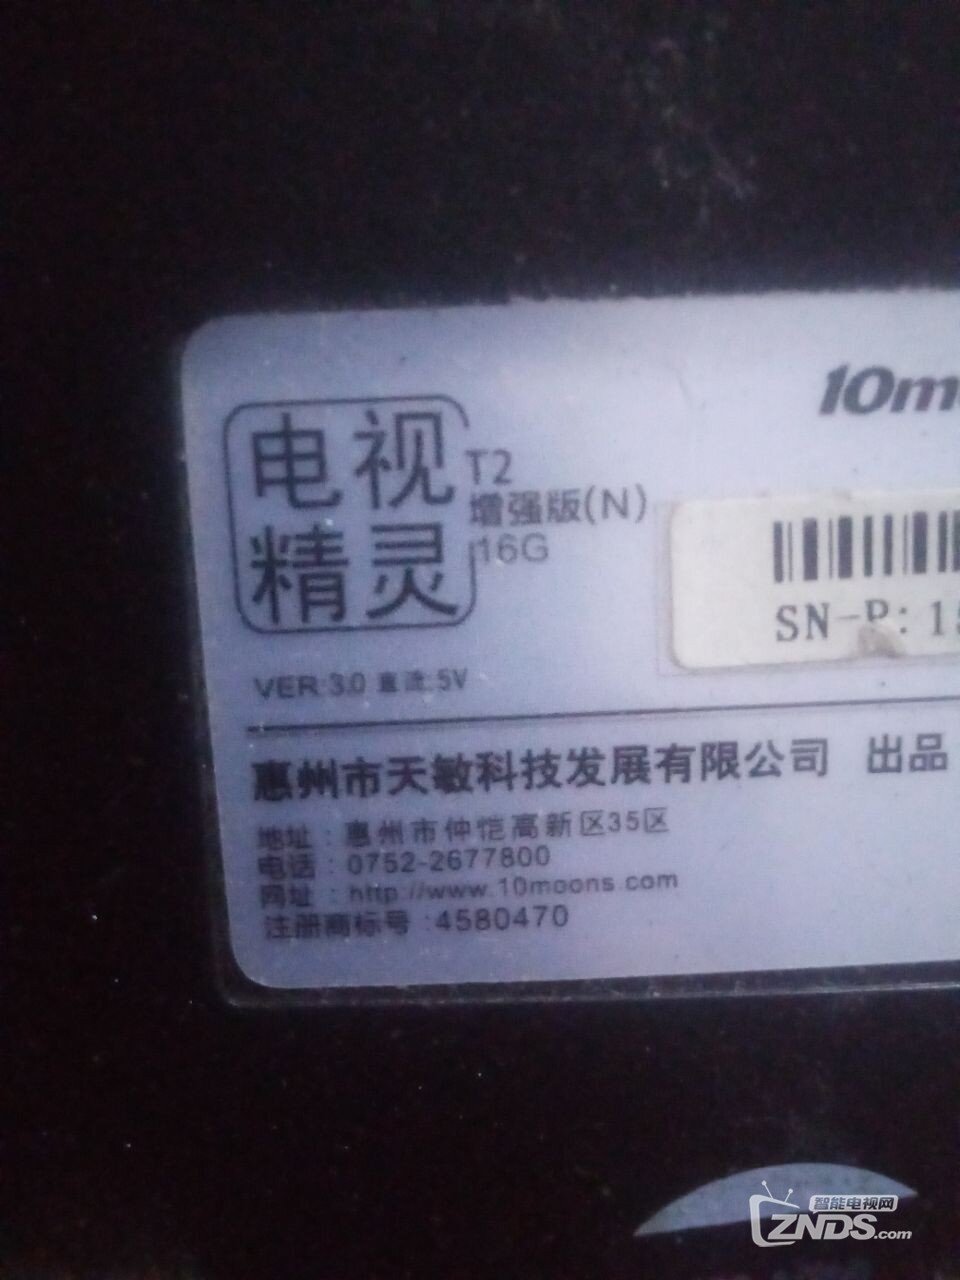 10m
电视
精灵
T2
增强版(N)
16G
SN-P: 15
VER:3.0 直流:5V
惠州市天敏科技发展有限公司 出品
地址：惠州市仲恺高新区35区
电话：0752-2677800
网址：http://www.10moons.com
注册商标号:4580470
智能电视网
ZNDS.com